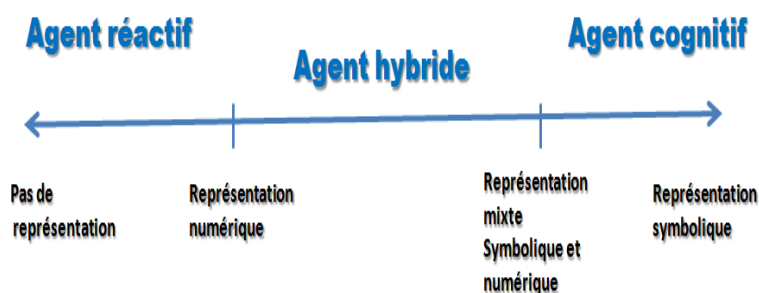 Agent réactif
Agent hybride
Agent cognitif
Pas de
représentation
Représentation
numérique
Représentation
mixte
Symbolique et
numérique
Représentation
symbolique